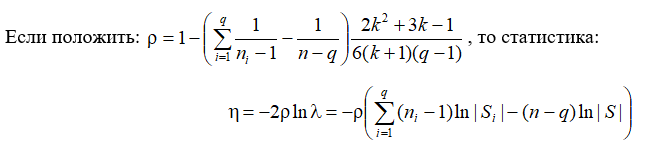 Если положить: ρ = 1 − ( ∑_{i=1}^{q} 1/(n_i − 1) − 1/(n − q) ) (2k² + 3k − 1)/(6(k + 1)(q − 1)) , то статистика:
η = −2ρ ln λ = −ρ( ∑_{i=1}^{q} (n_i − 1) ln | S_i | − (n − q) ln | S | )